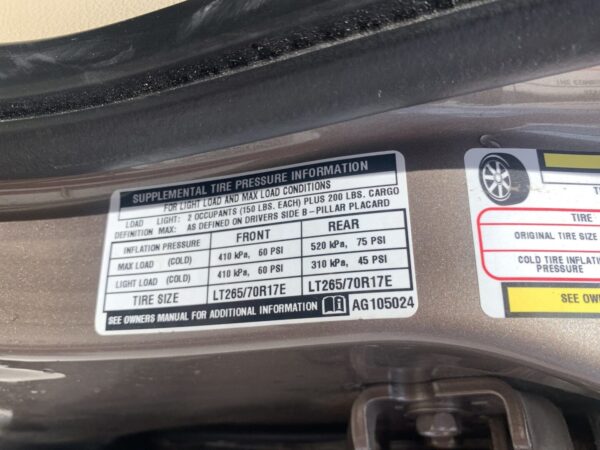 SUPPLEMENTAL TIRE PRESSURE INFORMATION
FOR LIGHT LOAD AND MAX LOAD CONDITIONS
LOAD LIGHT: 2 OCCUPANTS (150 LBS. EACH) PLUS 200 LBS. CARGO
DEFINITION MAX: AS DEFINED ON DRIVERS SIDE B-PILLAR PLACARD
FRONT REAR
INFLATION PRESSURE
MAX LOAD (COLD) 410 kPa, 60 PSI 520 kPa, 75 PSI
LIGHT LOAD (COLD) 410 kPa, 60 PSI 310 kPa, 45 PSI
TIRE SIZE LT265/70R17E LT265/70R17E
SEE OWNERS MANUAL FOR ADDITIONAL INFORMATION AG105024
TIRE
ORIGINAL TIRE SIZE
COLD TIRE INFLATI
PRESSURE
SEE OWN